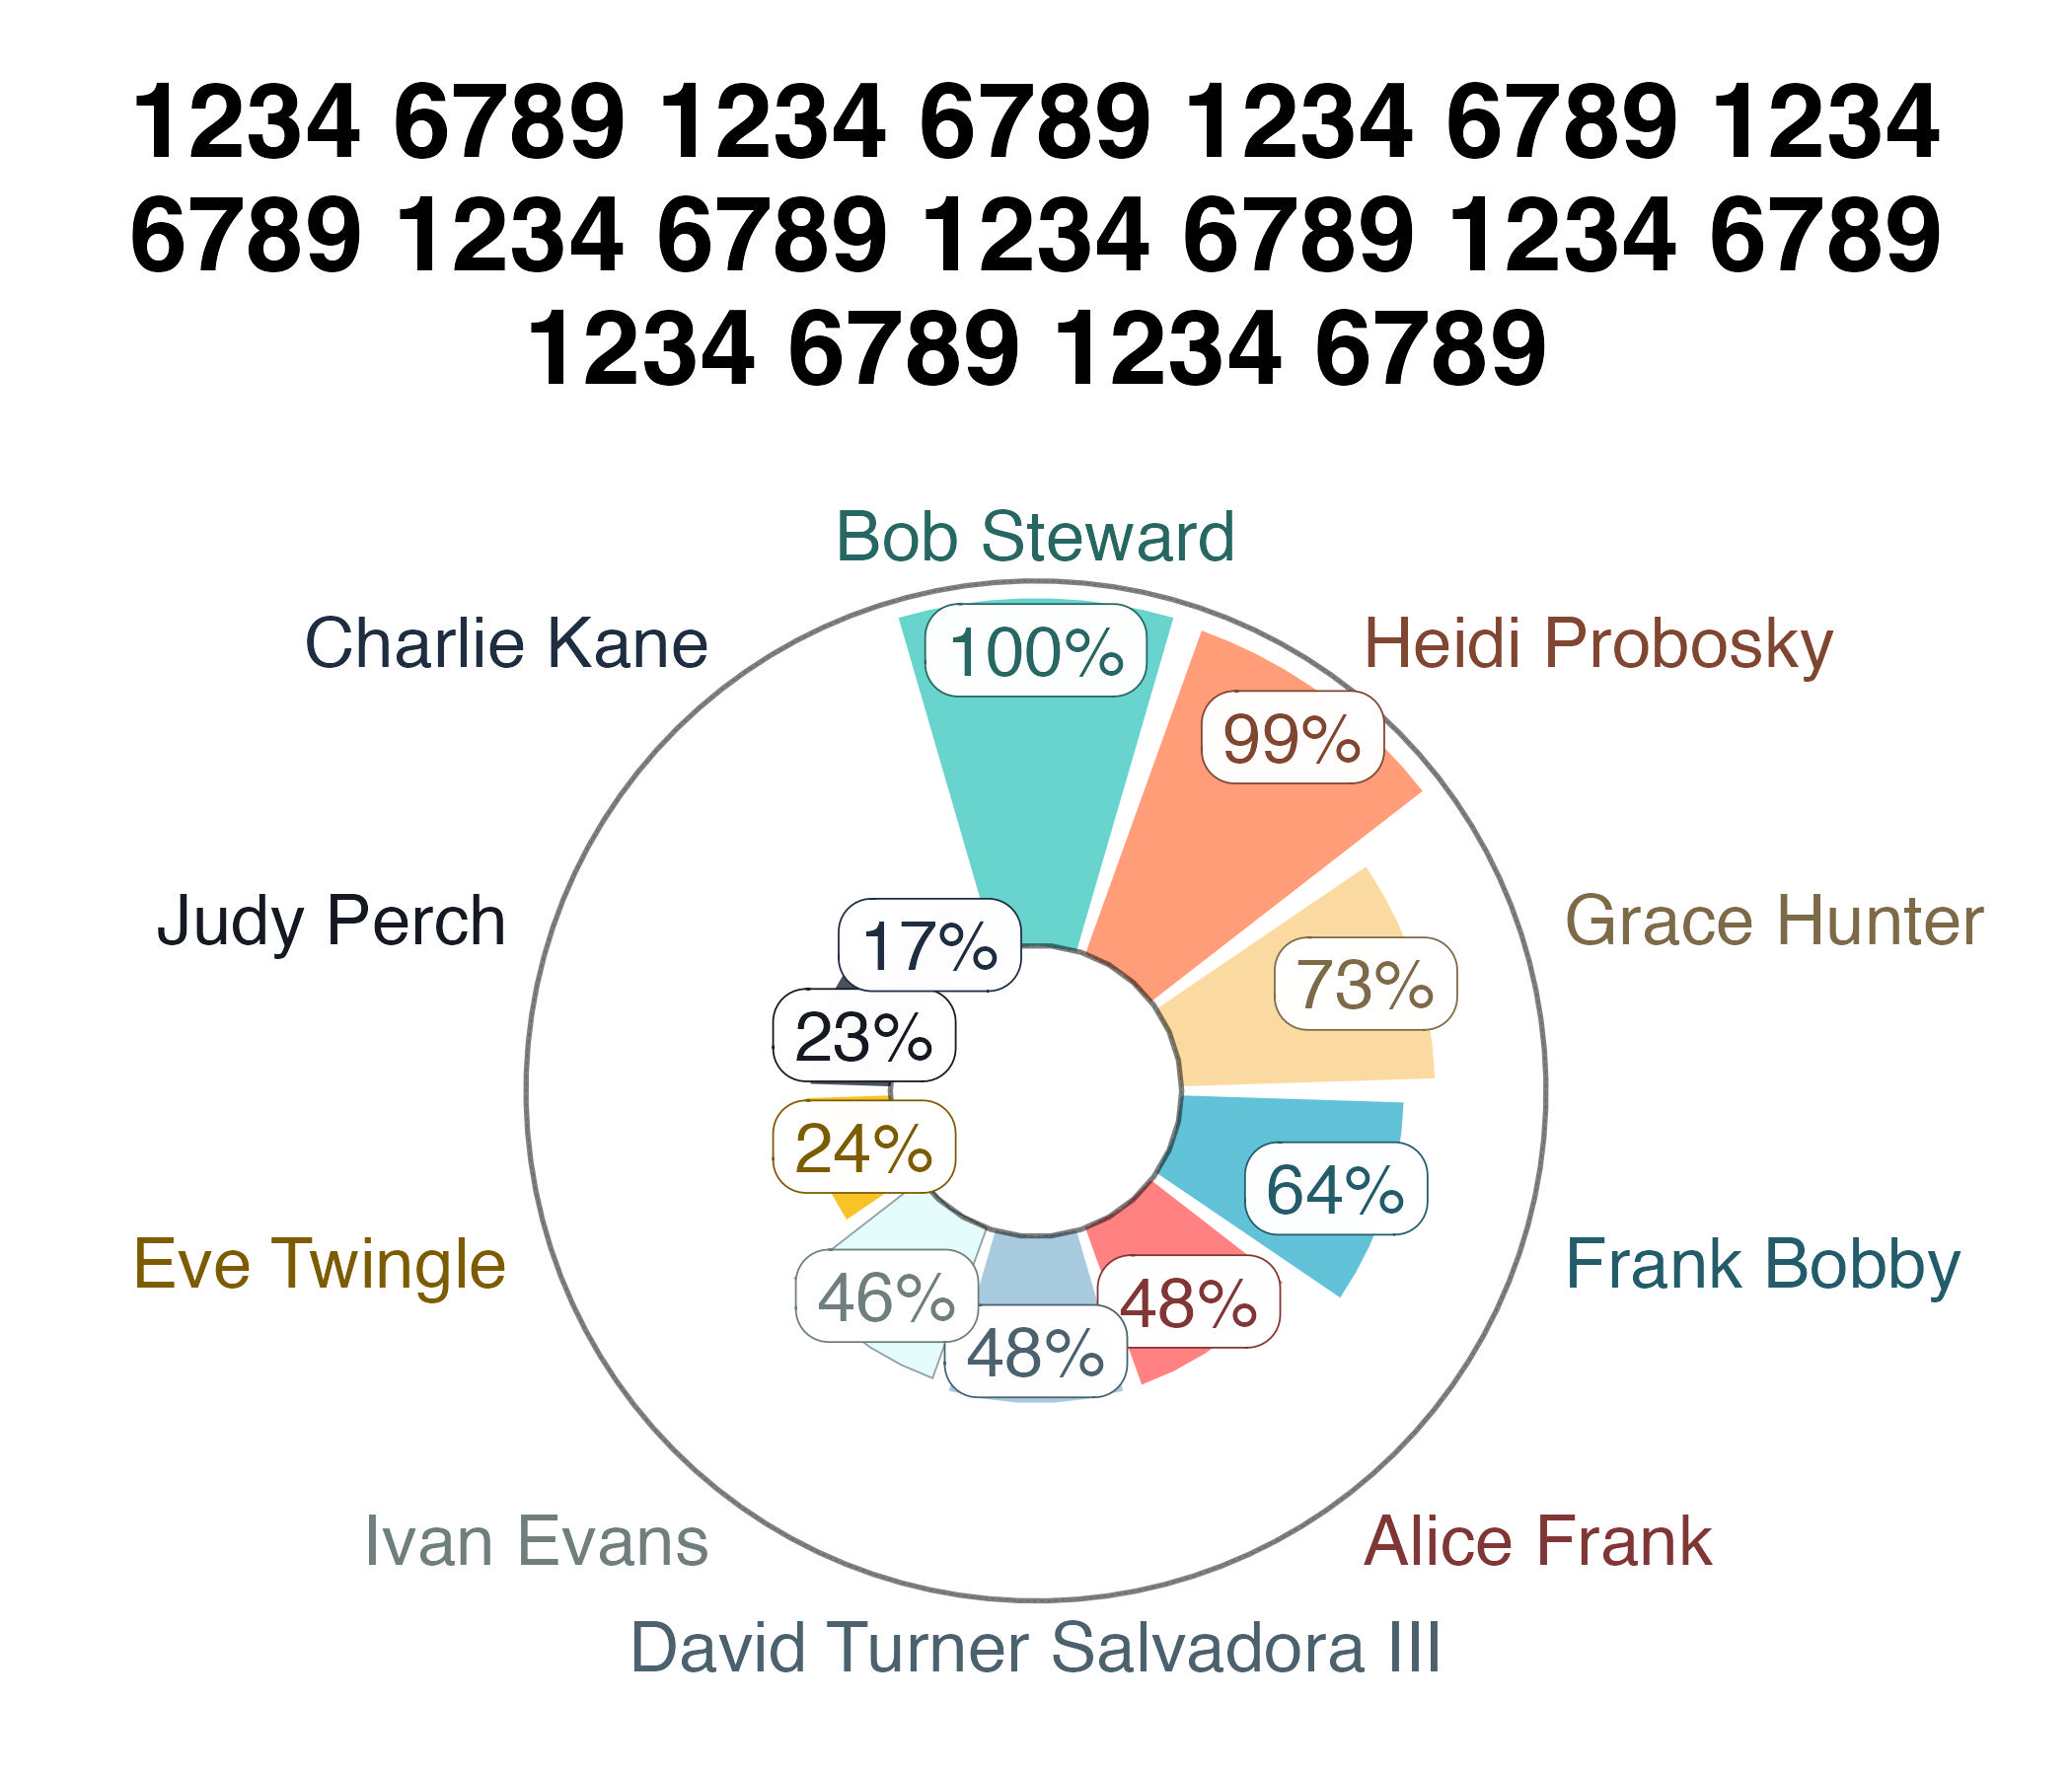 1234 6789 1234 6789 1234 6789 1234
6789 1234 6789 1234 6789 1234 6789
1234 6789 1234 6789
Bob Steward
Charlie Kane
Heidi Probosky
100%
99%
Judy Perch
17%
73%
Grace Hunter
23%
24%
64%
Eve Twingle
46%
48%
48%
Frank Bobby
Ivan Evans
Alice Frank
David Turner Salvadora III